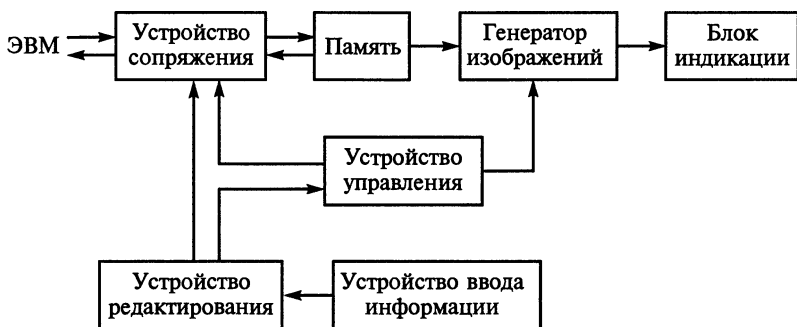 ЭВМ
Устройство
сопряжения
Память
Генератор
изображений
Блок
индикации
Устройство
управления
Устройство
редактирования
Устройство ввода
информации